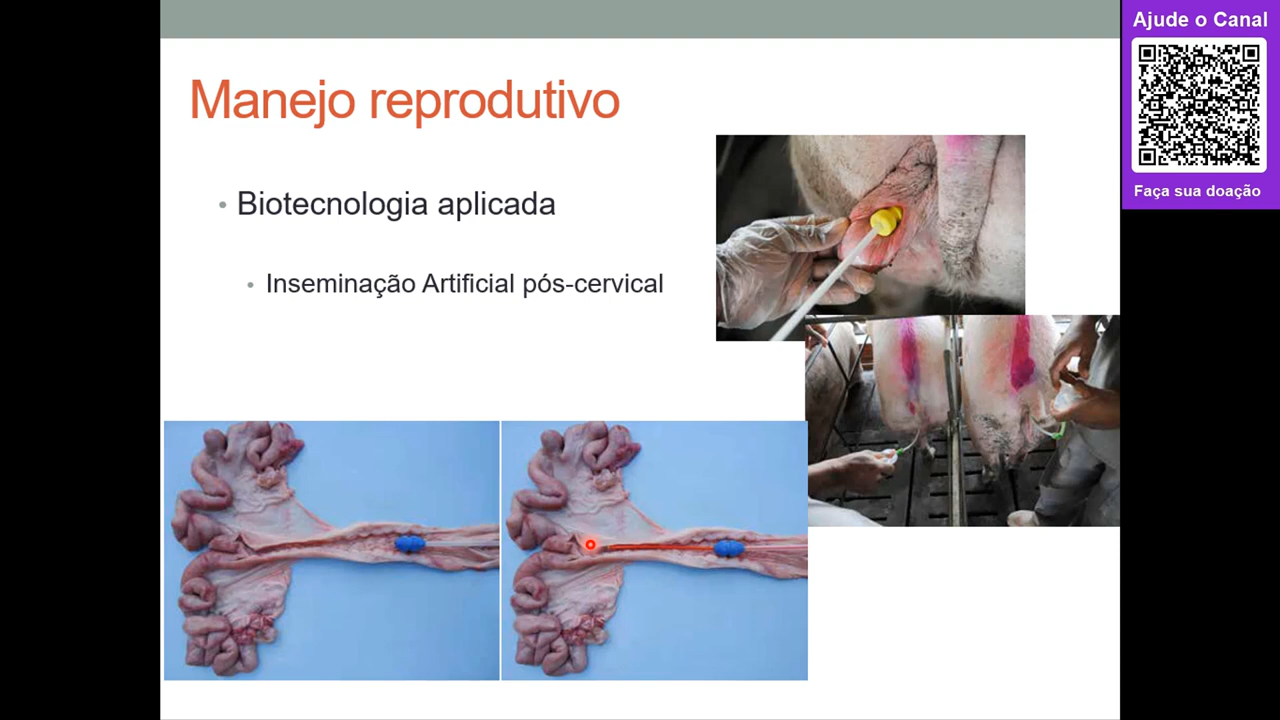 Ajude o Canal
Manejo reprodutivo
Faça sua doação
• Biotecnologia aplicada
• Inseminação Artificial pós-cervical